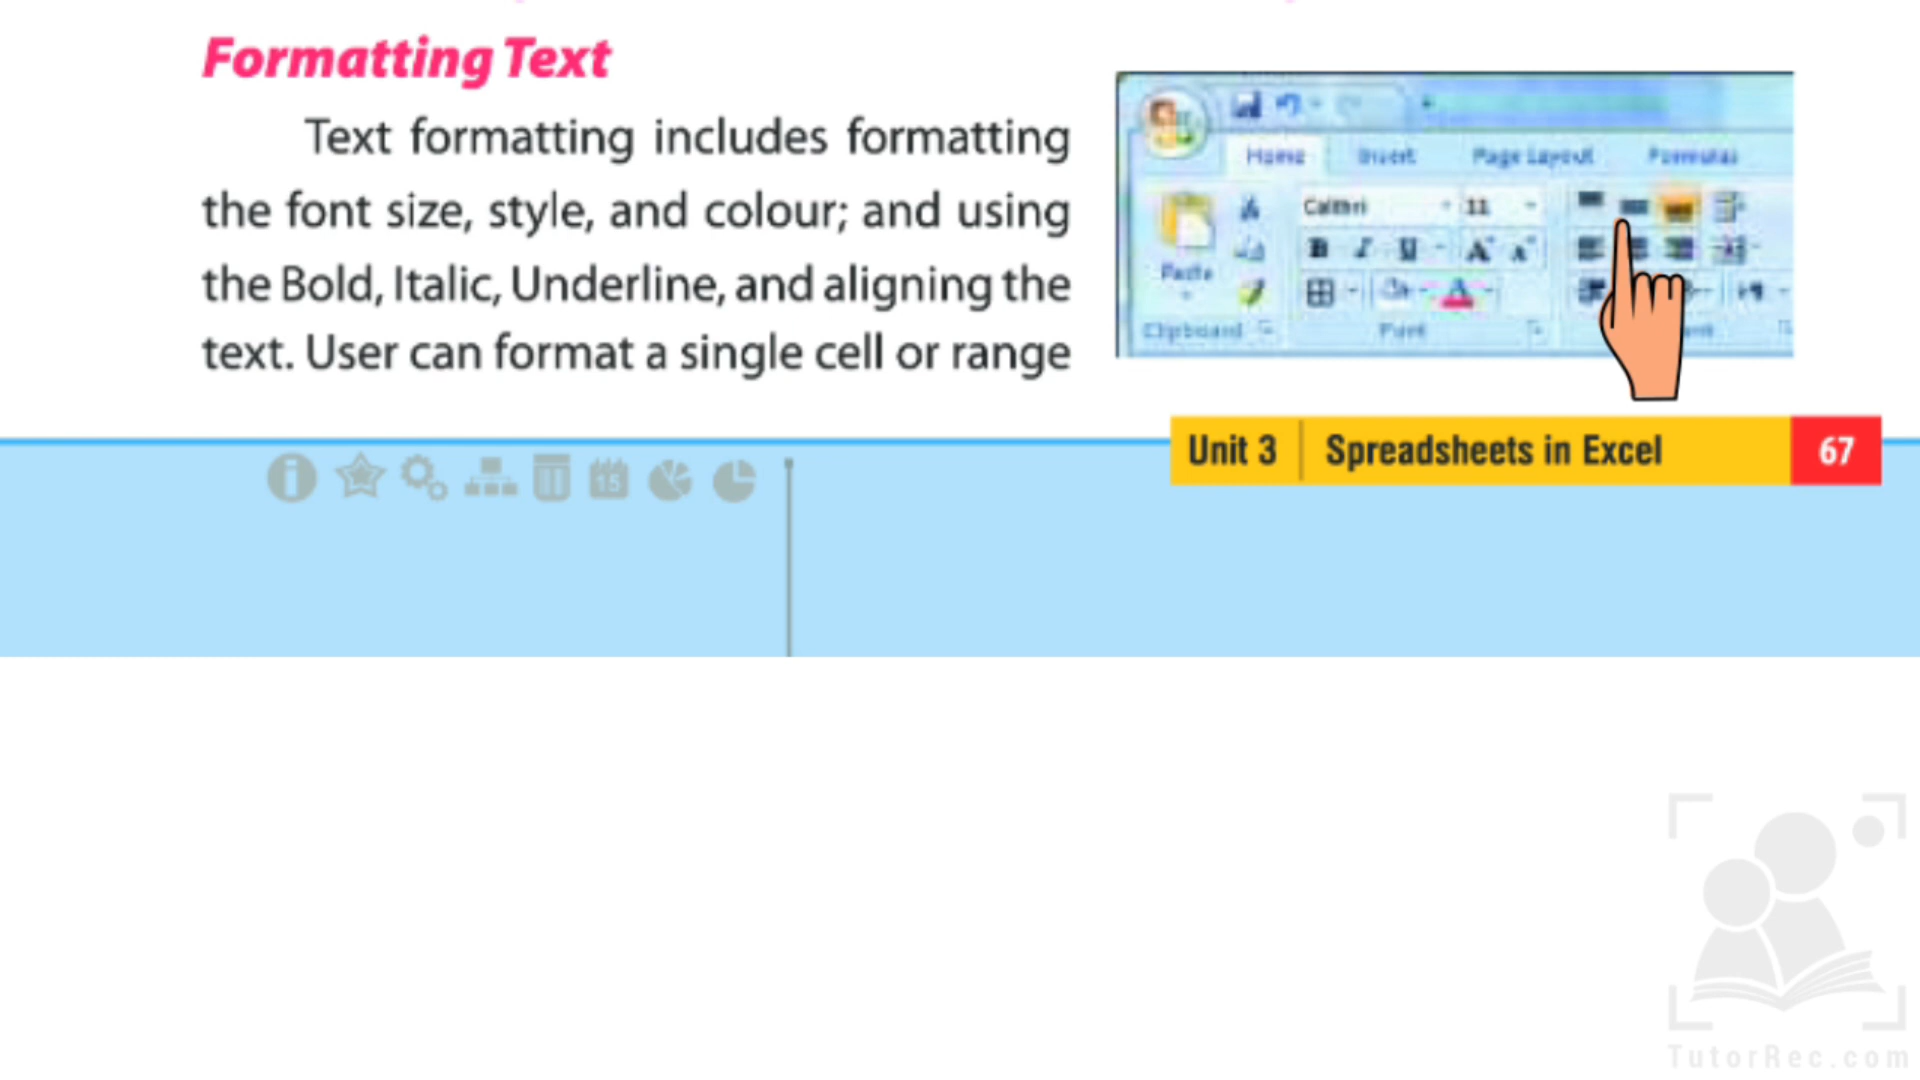 Formatting Text
Text formatting includes formatting
the font size, style, and colour; and using
the Bold, Italic, Underline, and aligning the
text. User can format a single cell or range
Home Insert Page Layout Formulas
Calibri 11
B I U A A
Paste
A
Clipboard Font
Unit 3 Spreadsheets in Excel 67
15
TutorRec.com